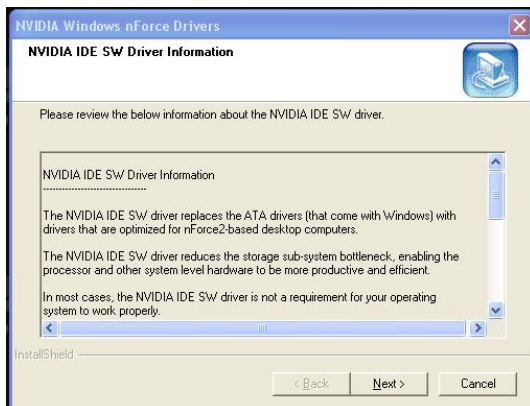 NVIDIA Windows nForce Drivers
NVIDIA IDE SW Driver Information
Please review the below information about the NVIDIA IDE SW driver.
NVIDIA IDE SW Driver Information
--------------------------------
The NVIDIA IDE SW driver replaces the ATA drivers (that come with Windows) with
drivers that are optimized for nForce2-based desktop computers.
The NVIDIA IDE SW driver reduces the storage sub-system bottleneck, enabling the
processor and other system level hardware to be more productive and efficient.
In most cases, the NVIDIA IDE SW driver is not a requirement for your operating
system to work properly.
InstallShield
< Back Next > Cancel